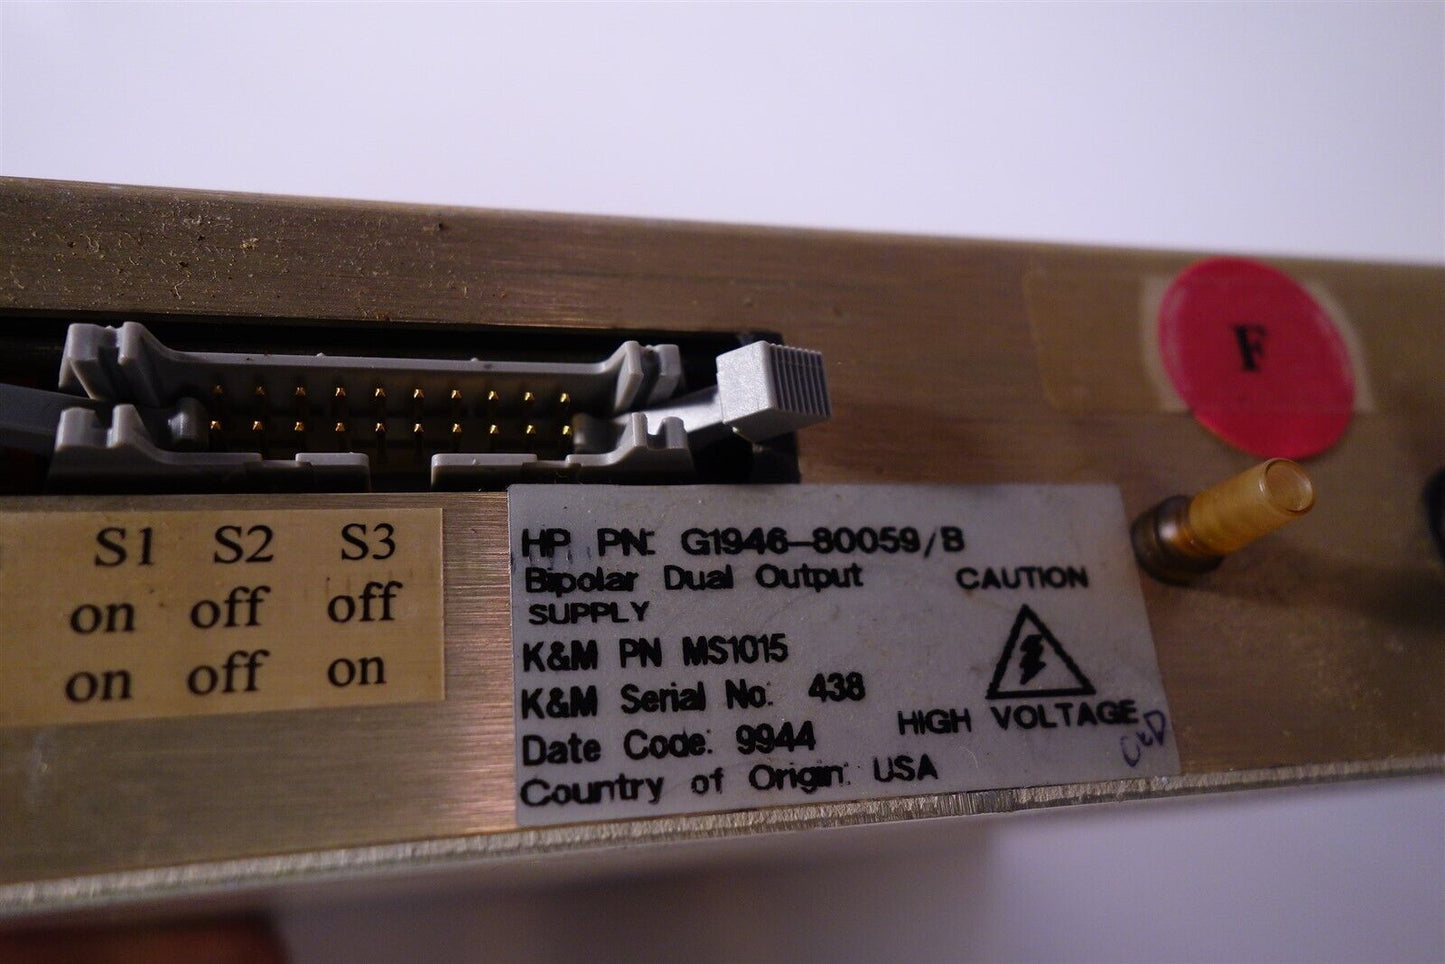 F
S1 S2 S3
on off off
on off on
HP PN: G1946-80059/B
Bipolar Dual Output
SUPPLY
K&M PN MS1015
K&M Serial No: 438
Date Code: 9944
Country of Origin: USA
CAUTION
HIGH VOLTAGE